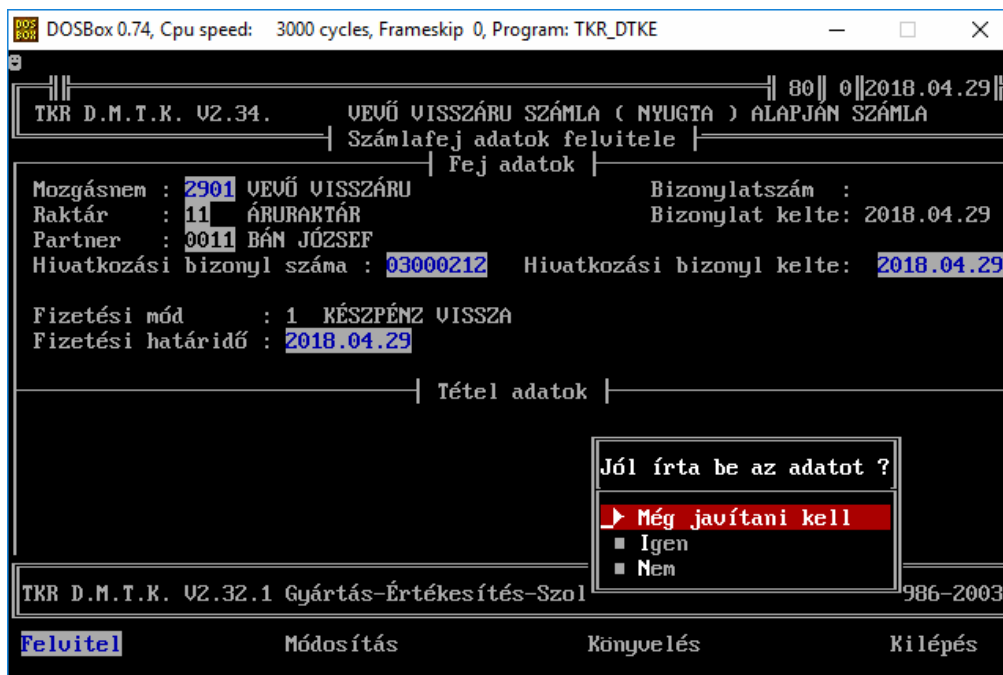 DOSBox 0.74, Cpu speed: 3000 cycles, Frameskip 0, Program: TKR_DTKE
80 0 2018.04.29
TKR D.M.T.K. V2.34. VEVŐ VISSZÁRU SZÁMLA ( NYUGTA ) ALAPJÁN SZÁMLA
Számlafej adatok felvitele
Fej adatok
Mozgásnem : 2901 VEVŐ VISSZÁRU Bizonylatszám :
Raktár : 11 ÁRURAKTÁR Bizonylat kelte: 2018.04.29
Partner : 0011 BÁN JÓZSEF
Hivatkozási bizonyl száma : 03000212 Hivatkozási bizonyl kelte: 2018.04.29
Fizetési mód : 1 KÉSZPÉNZ VISSZA
Fizetési határidő : 2018.04.29
Tétel adatok
Jól írta be az adatot ?
Még javítani kell
Igen
Nem
TKR D.M.T.K. V2.32.1 Gyártás-Értékesítés-Szol 986-2003
Felvitel Módosítás Könyvelés Kilépés